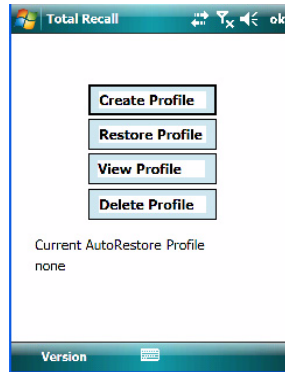 Total Recall ok
Create Profile
Restore Profile
View Profile
Delete Profile
Current AutoRestore Profile
none
Version